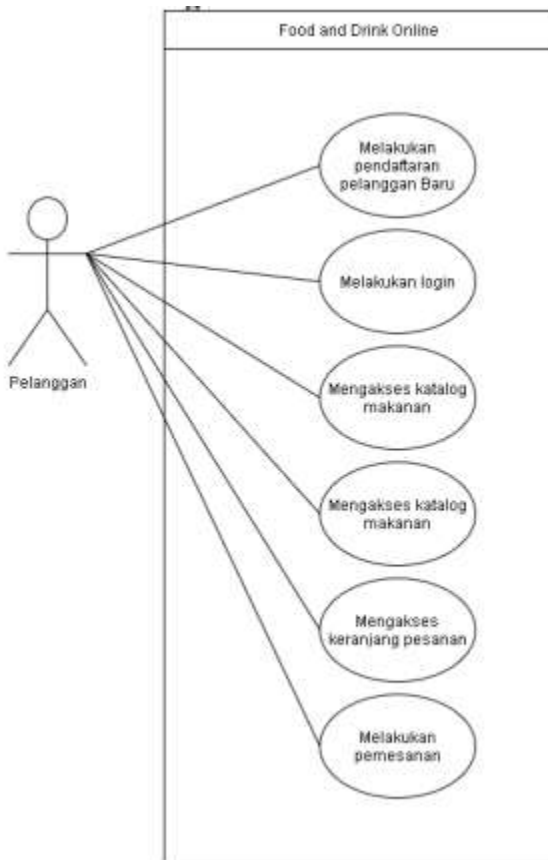 Food and Drink Online
Melakukan
pendaftaran
pelanggan Baru
Melakukan login
Pelanggan
Mengakses katalog
makanan
Mengakses katalog
makanan
Mengakses
keranjang pesanan
Melakukan
pemesanan